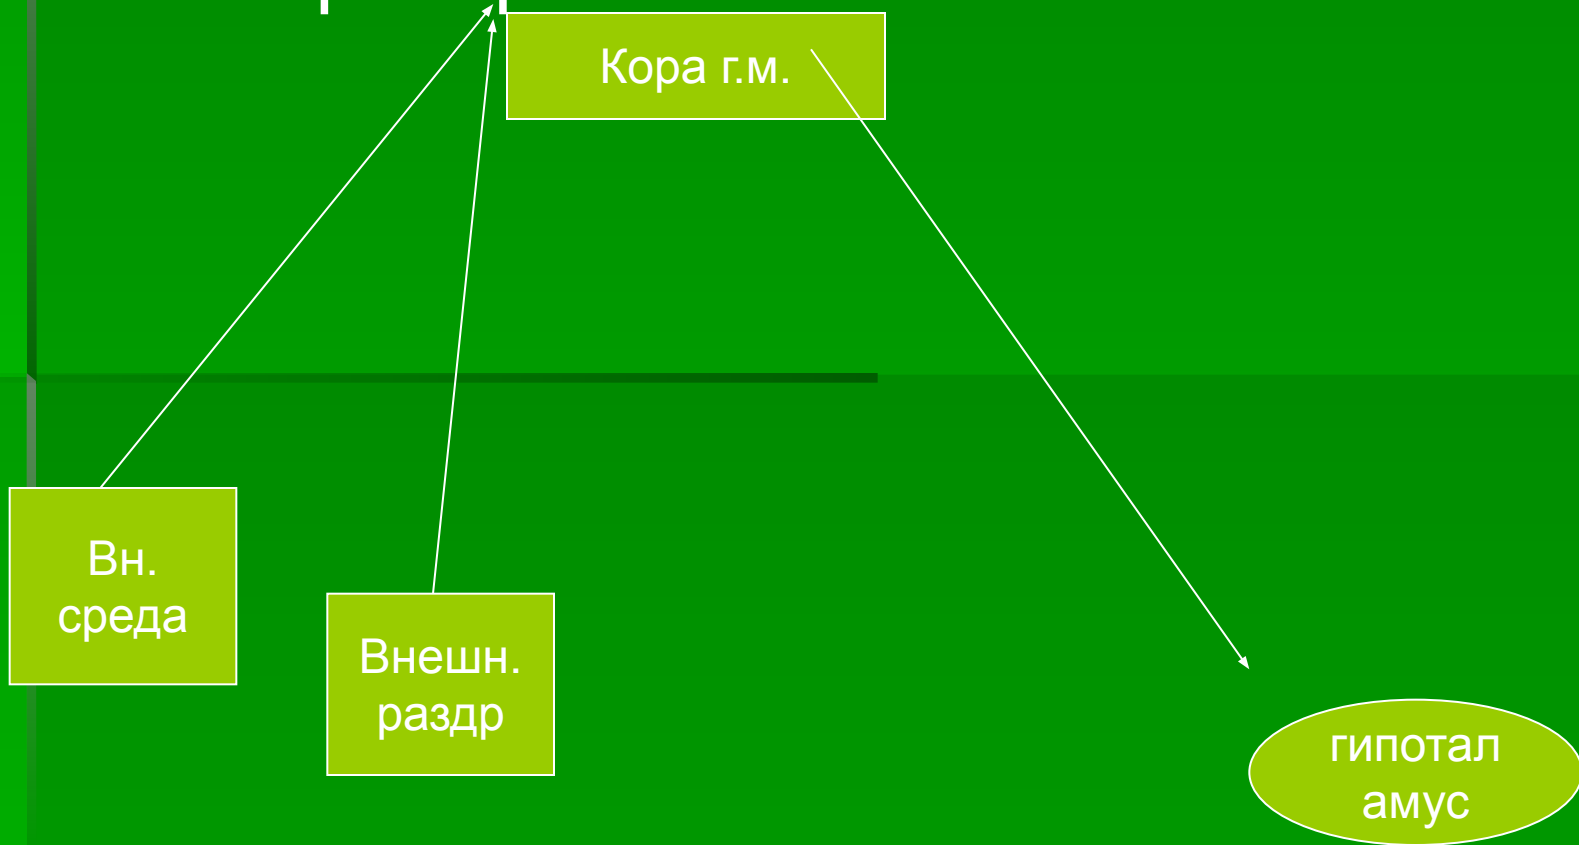 Кора г.м.
Вн.
среда
Внешн.
раздр
гипотал
амус